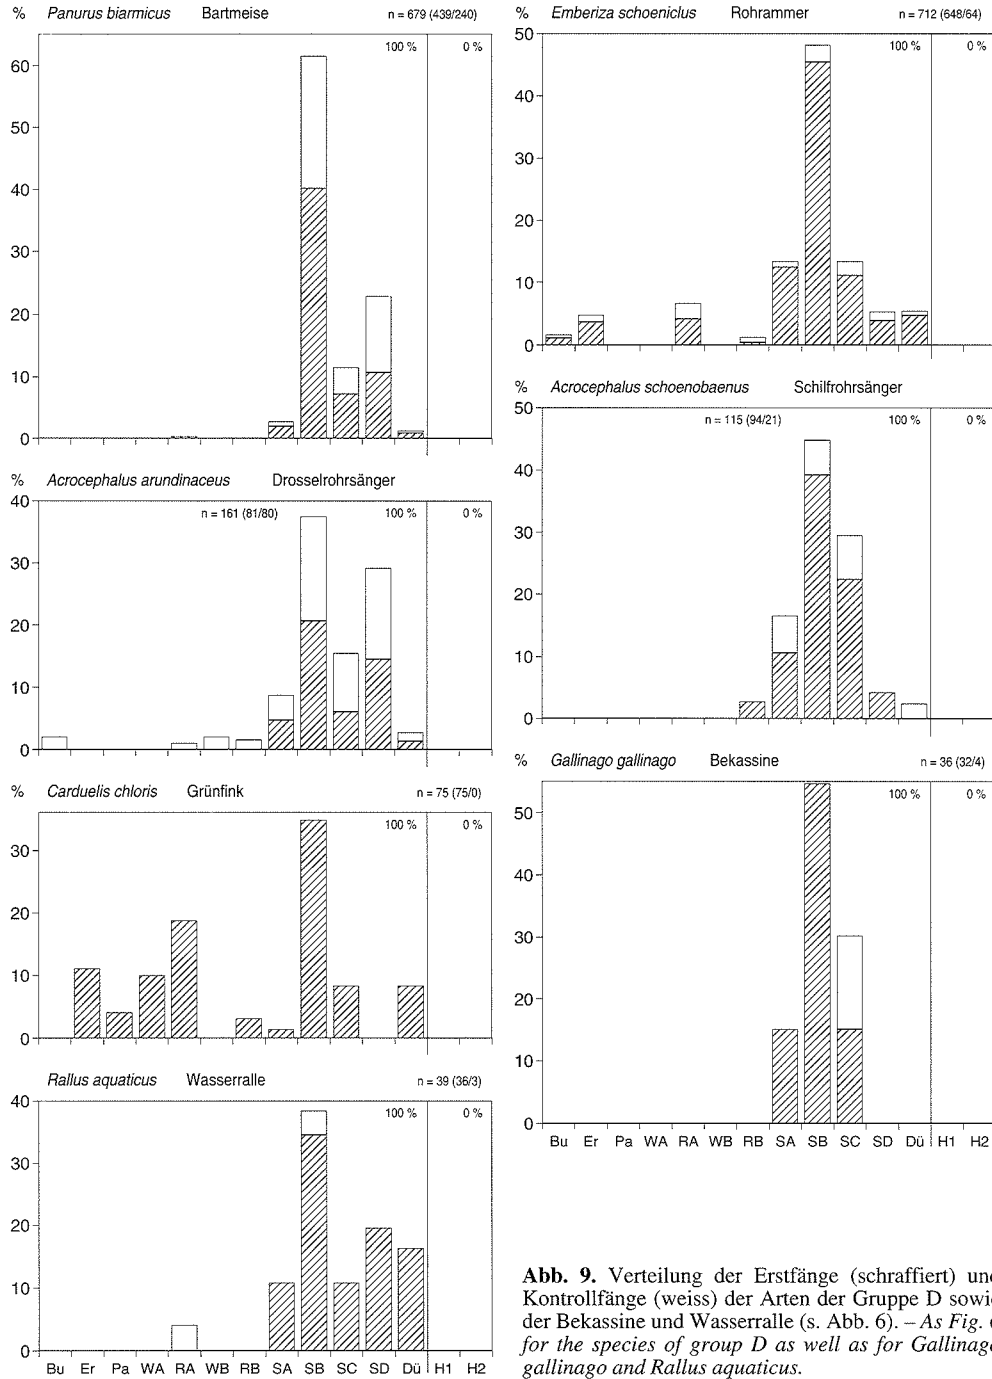 % Panurus biarmicus Bartmeise n = 679 (439/240)
100 % 0 %
60
50
40
30
20
10
0
% Acrocephalus arundinaceus Drosselrohrsänger
40
n = 161 (81/80) 100 % 0 %
30
20
10
0
% Carduelis chloris Grünfink n = 75 (75/0)
100 % 0 %
30
20
10
0
Rallus aquaticus Wasserralle n = 39 (36/3)
40
100 % 0 %
30
20
10
0
Bu Er Pa WA RA WB RB SA SB SC SD Dü H1 H2
% Emberiza schoeniclus Rohrammer n = 712 (648/64)
50
100 % 0 %
40
30
20
10
0
% Acrocephalus schoenobaenus Schilfrohrsänger
50
n = 115 (94/21) 100 % 0 %
40
30
20
10
0
% Gallinago gallinago Bekassine n = 36 (32/4)
100 % 0 %
50
40
30
20
10
0
Bu Er Pa WA RA WB RB SA SB SC SD Dü H1 H2
Abb. 9. Verteilung der Erstfänge (schraffiert) und
Kontrollfänge (weiss) der Arten der Gruppe D sowie
der Bekassine und Wasserralle (s. Abb. 6). – As Fig. 6
for the species of group D as well as for Gallinago
gallinago and Rallus aquaticus.